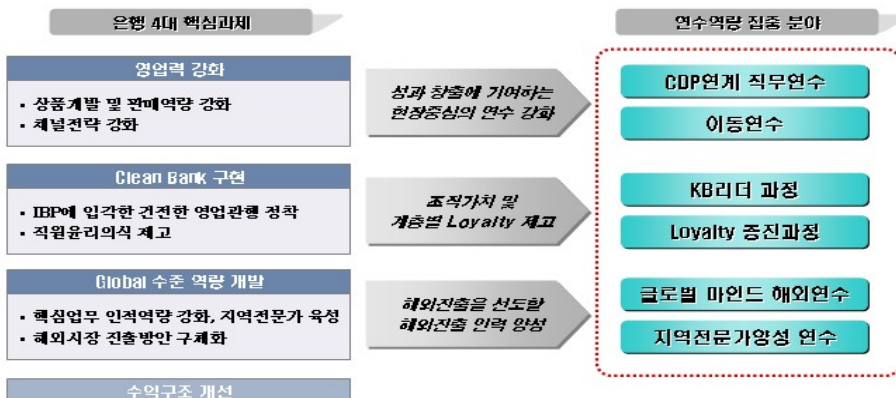 은행 4대 핵심과제
연수역량 집중 분야
영업력 강화
• 상품개발 및 판매역량 강화
• 채널전략 강화
성과 창출에 기여하는
현장중심의 연수 강화
CDP연계 직무연수
이동연수
Clean Bank 구현
• IBP에 입각한 건전한 영업관행 정착
• 직원윤리의식 제고
조직가치 및
계층별 Loyalty 제고
KB리더 과정
Loyalty 증진과정
Global 수준 역량 개발
• 핵심업무 인적역량 강화, 지역전문가 육성
• 해외시장 진출방안 구체화
해외진출을 선도할
해외진출 인력 양성
글로벌 마인드 해외연수
지역전문가양성 연수
수익구조 개선